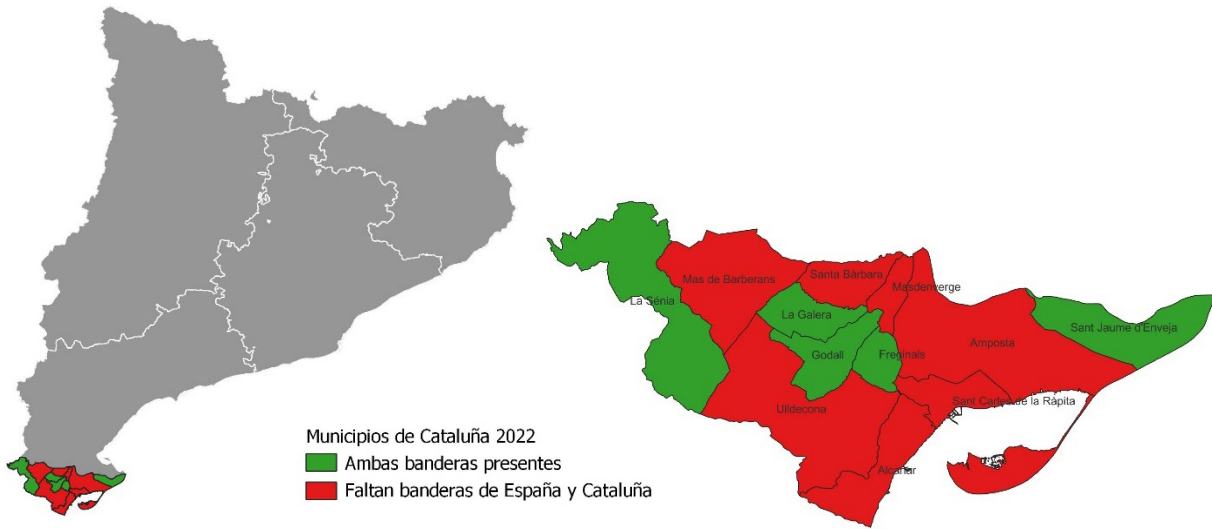 Municipios de Cataluña 2022
Ambas banderas presentes
Faltan banderas de España y Cataluña
Mas de Barberans
Santa Bàrbara
Masdenverge
La Sénia
La Galera
Sant Jaume d'Enveja
Godall
Freginals
Amposta
Sant Carles de la Ràpita
Ulldecona
Alcanar